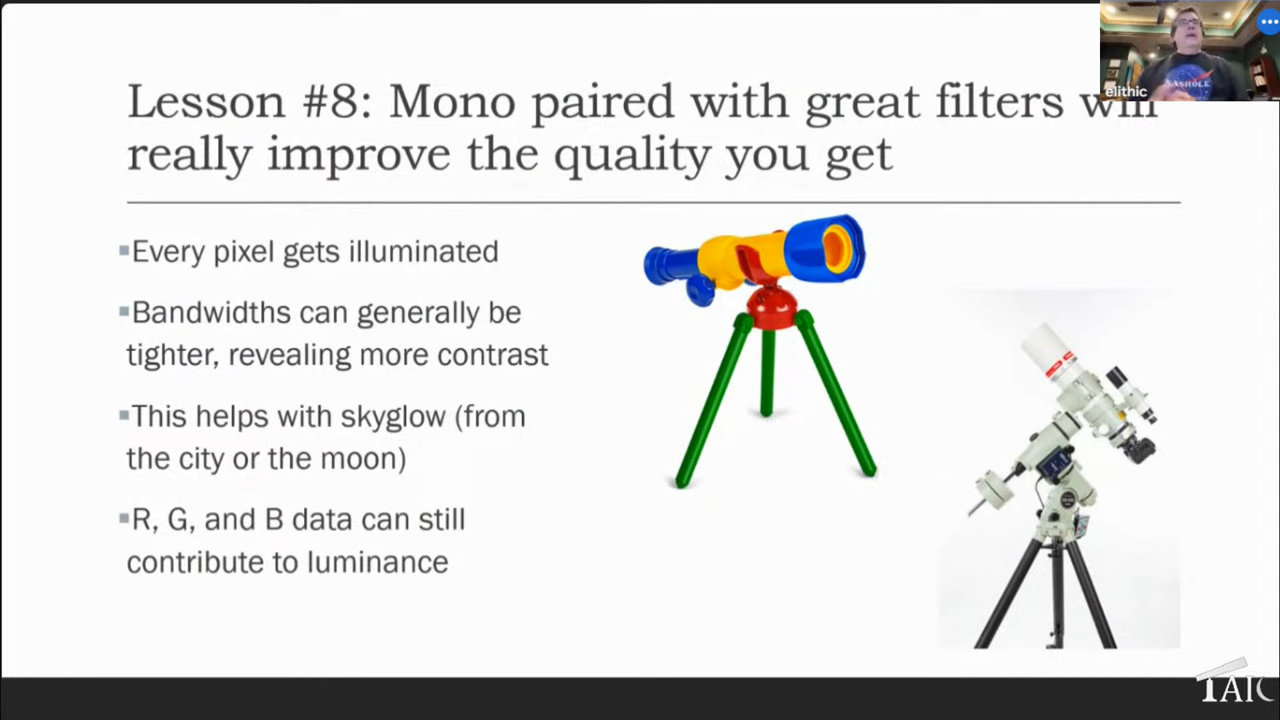 Lesson #8: Mono paired with great filters will
really improve the quality you get
▪Every pixel gets illuminated
▪Bandwidths can generally be
tighter, revealing more contrast
▪This helps with skyglow (from
the city or the moon)
▪R, G, and B data can still
contribute to luminance
elithic
NASHOLE
TAIC